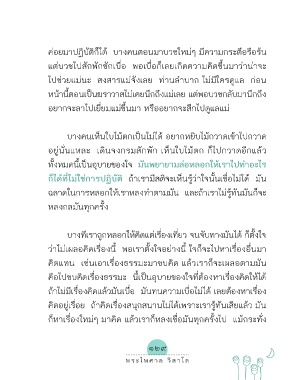 ค่อยมาปฏิบัติก็ได้ บางคนตอนมาบวชใหม่ๆ มีความกระตือรือร้น
แต่บวชไปสักพักชักเบื่อ พอเบื่อก็เลยเกิดความคิดขึ้นมาว่าน่าจะ
ไปช่วยแม่นะ สงสารแม่จังเลย ท่านลำบาก ไม่มีใครดูแล ก่อน
หน้านี้ตอนเป็นฆราวาสไม่เคยนึกถึงแม่เลย แต่พอบวชกลับมานึกถึง
อยากจะลาไปเยี่ยมแม่ขึ้นมา หรืออยากจะสึกไปดูแลแม่
บางคนเห็นใบไม้ตกเป็นไม่ได้ อยากหยิบไม้กวาดเข้าไปกวาด
อยู่นั่นแหละ เดินจงกรมสักพัก เห็นใบไม้ตก ก็ไปกวาดอีกแล้ว
ทั้งหมดนี้เป็นอุบายของใจ มันพยายามล่อหลอกให้เราไปทำอะไร
ก็ได้ที่ไม่ใช่การปฏิบัติ ถ้าเรามีสติจะเห็นรู้ว่าใจนั้นเชื่อไม่ได้ มัน
ฉลาดในการหลอกให้เราหลงทำตามมัน และถ้าเราไม่รู้ทันมันก็จะ
หลงกลมันทุกครั้ง
บางทีเราถูกหลอกให้คิดแต่เรื่องเที่ยว จนจับทางมันได้ ก็ตั้งใจ
ว่าไม่เผลอคิดเรื่องนี้ พอเราตั้งใจอย่างนี้ ใจก็จะไปหาเรื่องอื่นมา
คิดแทน เช่นเอาเรื่องธรรมะมาขบคิด แล้วเราก็จะเผลอตามมัน
คือไปขบคิดเรื่องธรรมะ นี้เป็นอุบายของใจที่ต้องหาเรื่องคิดให้ได้
ถ้าไม่มีเรื่องคิดแล้วมันเบื่อ มันทนความเบื่อไม่ได้ เลยต้องหาเรื่อง
คิดอยู่เรื่อย ถ้าคิดเรื่องสนุกสนานไม่ได้เพราะเรารู้ทันเสียแล้ว มัน
ก็หาเรื่องใหม่ๆ มาคิด แล้วเราก็หลงเชื่อมันทุกครั้งไป แม้กระทั่ง
๑๒๙
พระไพศาล วิสาโล